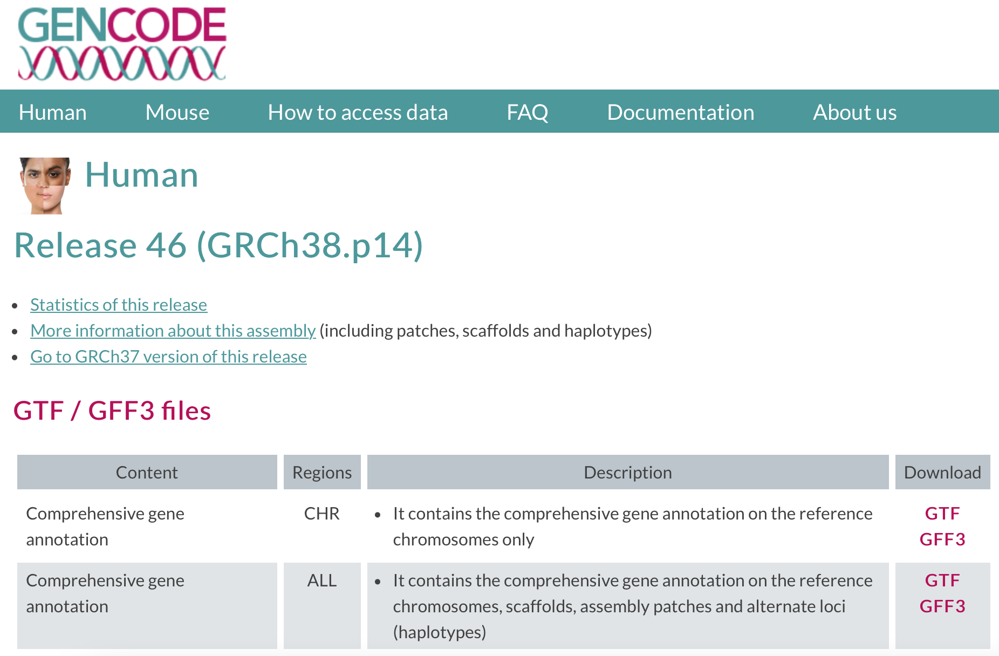 GENCODE
Human Mouse How to access data FAQ Documentation About us
Human
Release 46 (GRCh38.p14)
• Statistics of this release
• More information about this assembly (including patches, scaffolds and haplotypes)
• Go to GRCh37 version of this release
GTF / GFF3 files
Content Regions Description Download
Comprehensive gene CHR • It contains the comprehensive gene annotation on the reference GTF
annotation chromosomes only GFF3
Comprehensive gene ALL • It contains the comprehensive gene annotation on the reference GTF
annotation chromosomes, scaffolds, assembly patches and alternate loci GFF3
(haplotypes)